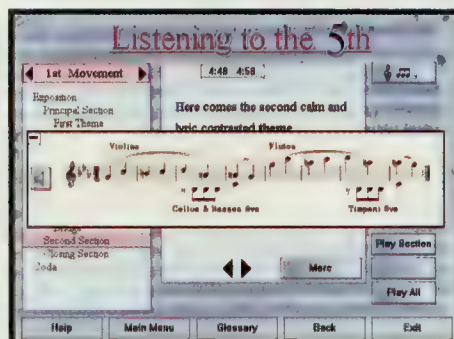 Listening to the 5th
1st Movement
4:48 4:58
Exposition
Principal Section
First Theme
Here comes the second calm and
lyric contrasted theme
Violins
Flutes
Cellos & Basses 8va
Timpani 8va
Bridge
Second Section
Closing Section
Coda
More
Play Section
Play All
Help
Main Menu
Glossary
Back
Exit